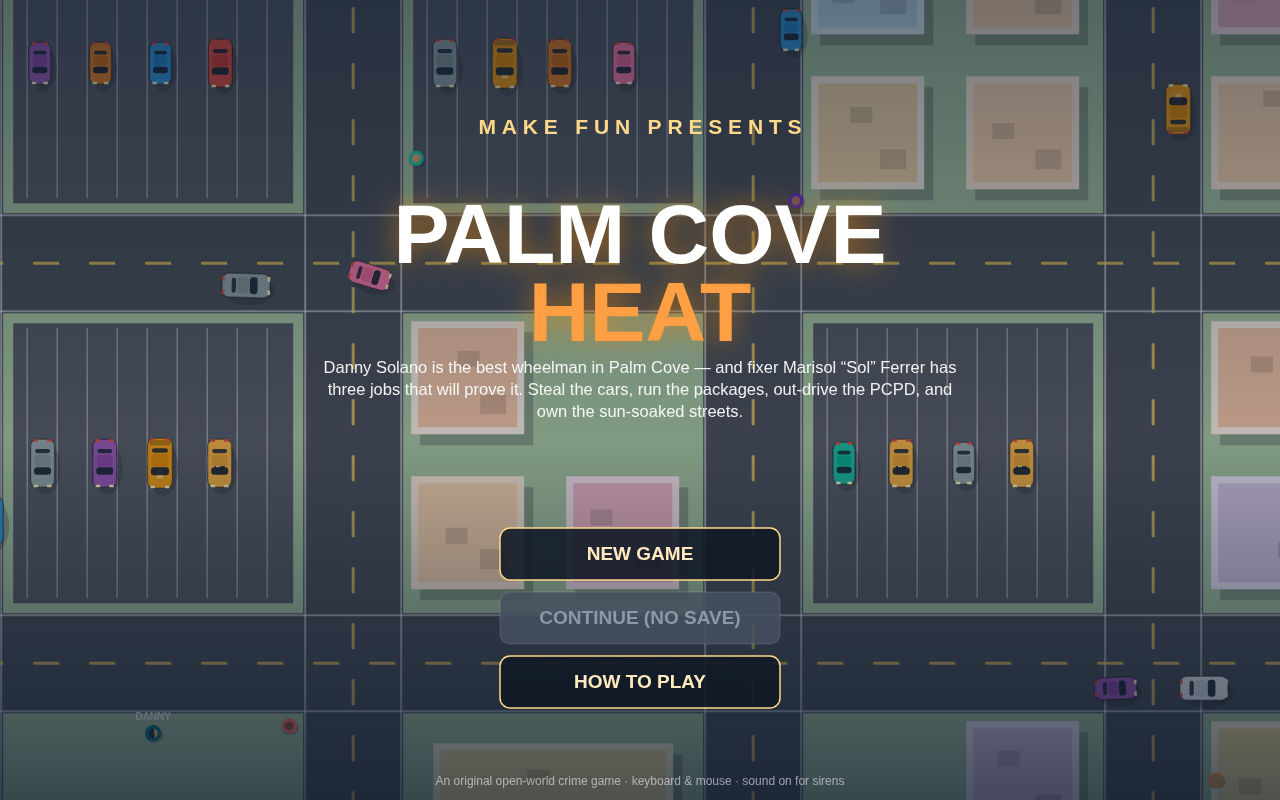 MAKE FUN PRESENTS
PALM COVE
HEAT
Danny Solano is the best wheelman in Palm Cove — and fixer Marisol “Sol” Ferrer has
three jobs that will prove it. Steal the cars, run the packages, out-drive the PCPD, and
own the sun-soaked streets.
NEW GAME
CONTINUE (NO SAVE)
HOW TO PLAY
DANNY
An original open-world crime game · keyboard & mouse · sound on for sirens